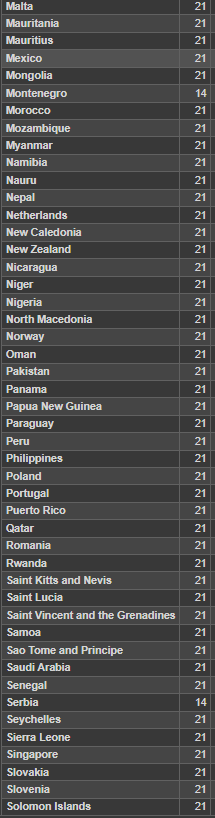 Malta 21
Mauritania 21
Mauritius 21
Mexico 21
Mongolia 21
Montenegro 14
Morocco 21
Mozambique 21
Myanmar 21
Namibia 21
Nauru 21
Nepal 21
Netherlands 21
New Caledonia 21
New Zealand 21
Nicaragua 21
Niger 21
Nigeria 21
North Macedonia 21
Norway 21
Oman 21
Pakistan 21
Panama 21
Papua New Guinea 21
Paraguay 21
Peru 21
Philippines 21
Poland 21
Portugal 21
Puerto Rico 21
Qatar 21
Romania 21
Rwanda 21
Saint Kitts and Nevis 21
Saint Lucia 21
Saint Vincent and the Grenadines 21
Samoa 21
Sao Tome and Principe 21
Saudi Arabia 21
Senegal 21
Serbia 14
Seychelles 21
Sierra Leone 21
Singapore 21
Slovakia 21
Slovenia 21
Solomon Islands 21